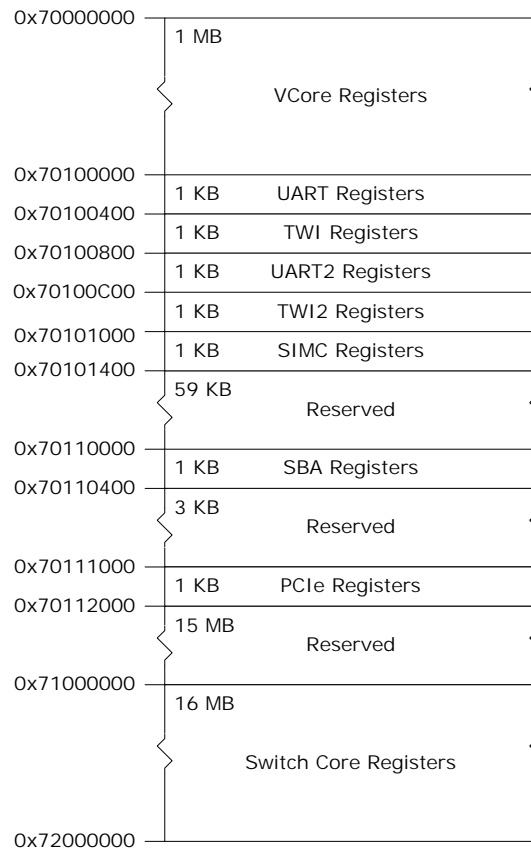 0x70000000
1 MB
VCore Registers
0x70100000
1 KB UART Registers
0x70100400
1 KB TWI Registers
0x70100800
1 KB UART2 Registers
0x70100C00
1 KB TWI2 Registers
0x70101000
1 KB SIMC Registers
0x70101400
59 KB
Reserved
0x70110000
1 KB SBA Registers
0x70110400
3 KB
Reserved
0x70111000
1 KB PCIe Registers
0x70112000
15 MB
Reserved
0x71000000
16 MB
Switch Core Registers
0x72000000